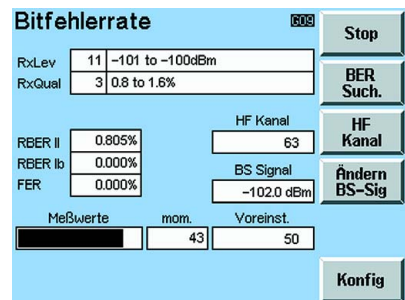 Bitfehlerrate G09
RxLev 11 -101 to -100dBm
RxQual 3 0.8 to 1.6%
HF Kanal
RBER II 0.805% 63
RBER Ib 0.000%
BS Signal
FER 0.000%
-102.0 dBm
Meßwerte mom. Voreinst.
43 50
Stop
BER
Such.
HF
Kanal
Ändern
BS-Sig
Konfig